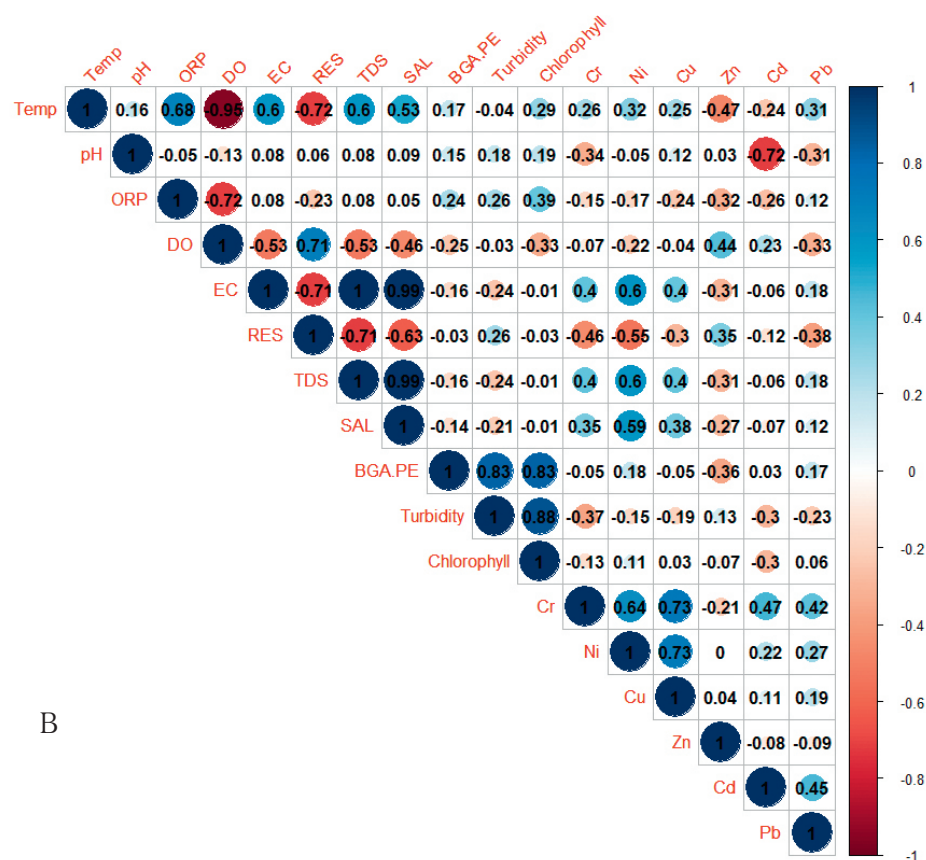 Temp pH ORP DO EC RES TDS SAL BGA.PE Turbidity Chlorophyll Cr Ni Cu Zn Cd Pb
Temp 1 0.16 0.68 -0.95 0.6 -0.72 0.6 0.53 0.17 -0.04 0.29 0.26 0.32 0.25 -0.47 -0.24 0.31
pH 1 -0.05 -0.13 0.08 0.06 0.08 0.09 0.15 0.18 0.19 -0.34 -0.05 0.12 0.03 -0.72 -0.31
ORP 1 -0.72 0.08 -0.23 0.08 0.05 0.24 0.26 0.39 -0.15 -0.17 -0.24 -0.32 -0.26 0.12
DO 1 -0.53 0.71 -0.53 -0.46 -0.25 -0.03 -0.33 -0.07 -0.22 -0.04 0.44 0.23 -0.33
EC 1 -0.71 1 0.99 -0.16 -0.24 -0.01 0.4 0.6 0.4 -0.31 -0.06 0.18
RES 1 -0.71 -0.63 -0.03 0.26 -0.03 -0.46 -0.55 -0.3 0.35 -0.12 -0.38
TDS 1 0.99 -0.16 -0.24 -0.01 0.4 0.6 0.4 -0.31 -0.06 0.18
SAL 1 -0.14 -0.21 -0.01 0.35 0.59 0.38 -0.27 -0.07 0.12
BGA.PE 1 0.83 0.83 -0.05 0.18 -0.05 -0.36 0.03 0.17
Turbidity 1 0.88 -0.37 -0.15 -0.19 0.13 -0.3 -0.23
Chlorophyll 1 -0.13 0.11 0.03 -0.07 -0.3 0.06
Cr 1 0.64 0.73 -0.21 0.47 0.42
Ni 1 0.73 0 0.22 0.27
Cu 1 0.04 0.11 0.19
Zn 1 -0.08 -0.09
Cd 1 0.45
Pb 1
B
1
0.8
0.6
0.4
0.2
0
-0.2
-0.4
-0.6
-0.8
-1